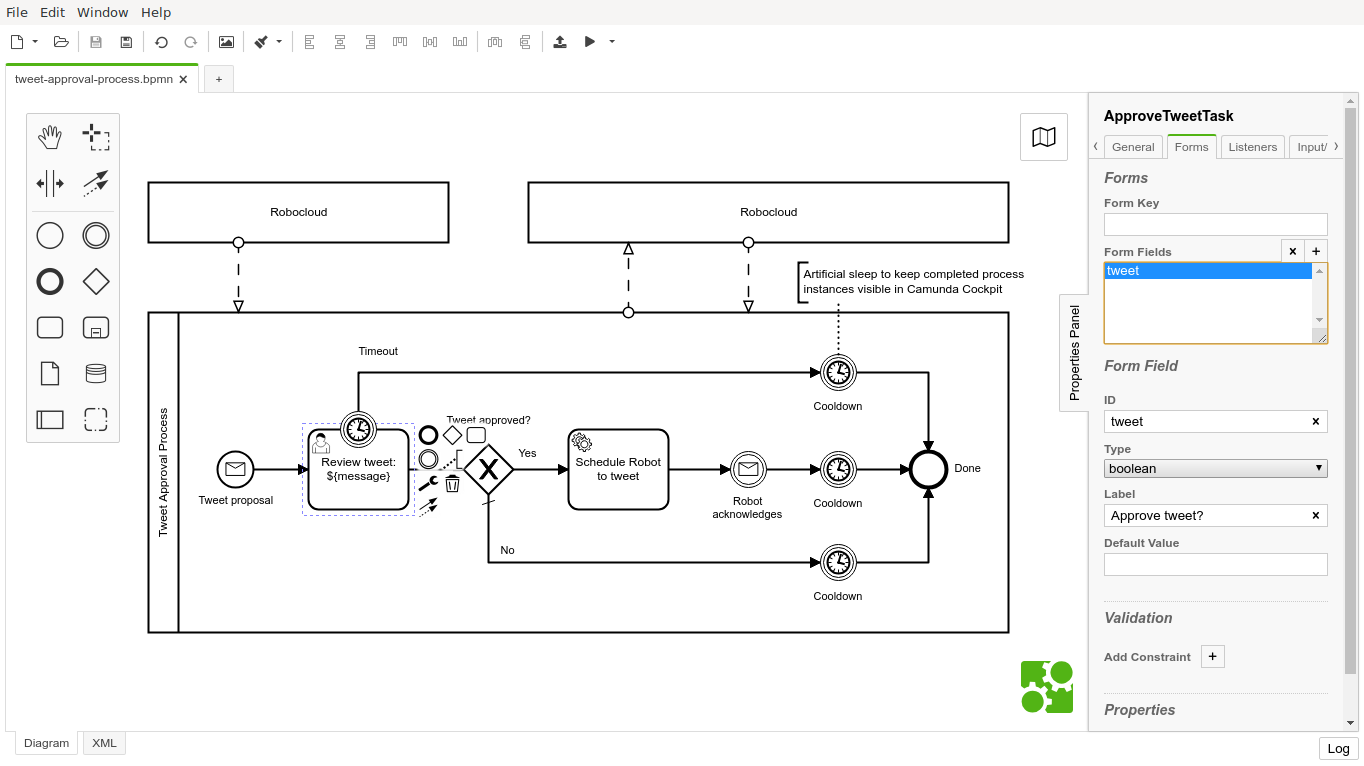 File Edit Window Help
tweet-approval-process.bpmn
ApproveTweetTask
General Forms Listeners Input/
Forms
Form Key
Form Fields
tweet
Form Field
ID
tweet
Type
boolean
Label
Approve tweet?
Default Value
Validation
Add Constraint
Properties
Properties Panel
Robocloud
Robocloud
Artificial sleep to keep completed process
instances visible in Camunda Cockpit
Tweet Approval Process
Timeout
Cooldown
Tweet approved?
Tweet proposal
Review tweet:
${message}
Yes
Schedule Robot
to tweet
Robot
acknowledges
Cooldown
Done
No
Cooldown
Diagram XML
Log